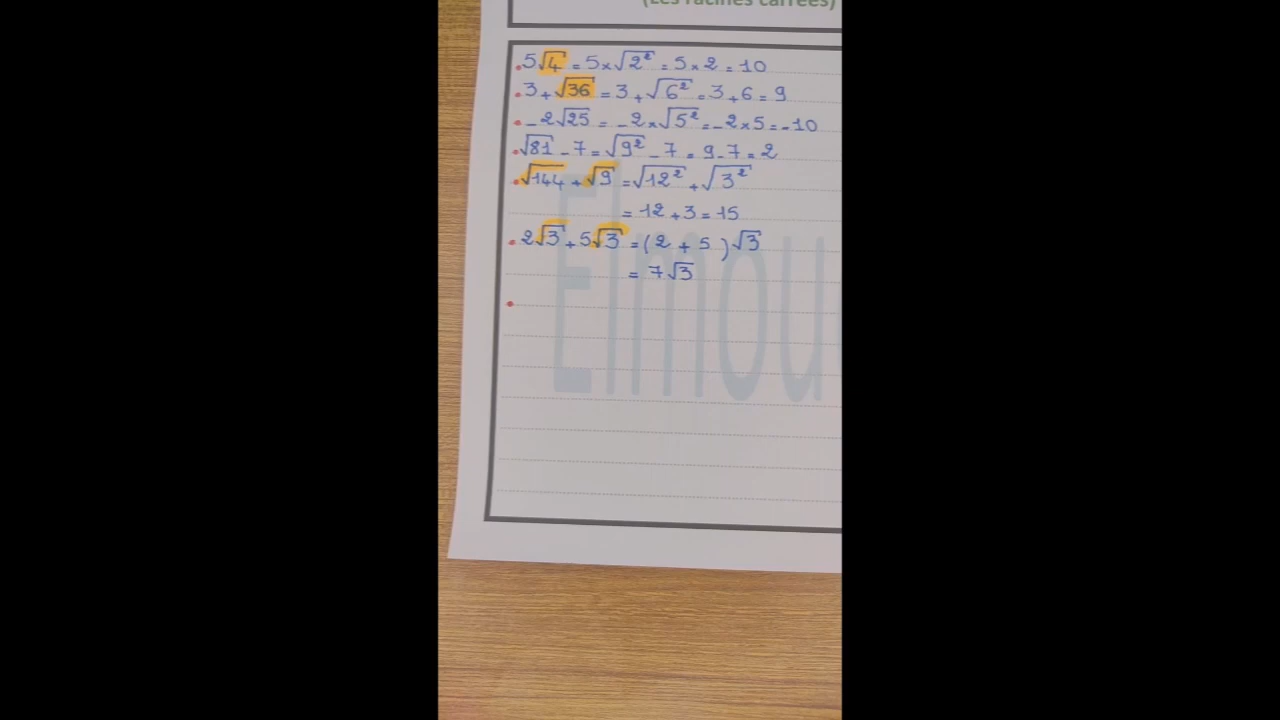 (Les racines carrées)
.5√4 = 5×√2² = 5×2 = 10
.3+√36 = 3+√6² = 3+6 = 9
.-2√25 = -2×√5² = -2×5 = -10
.√81 -7 = √9² -7 = 9-7 = 2
.√144 + √9 = √12² + √3²
= 12+3 = 15
.2√3 + 5√3 = (2 + 5)√3
= 7√3
.
Elmou